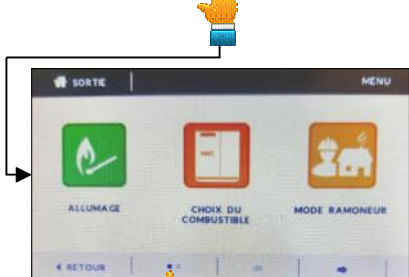 SORTIE
MENU
ALLUMAGE
CHOIX DU
COMBUSTIBLE
MODE RAMONEUR
RETOUR